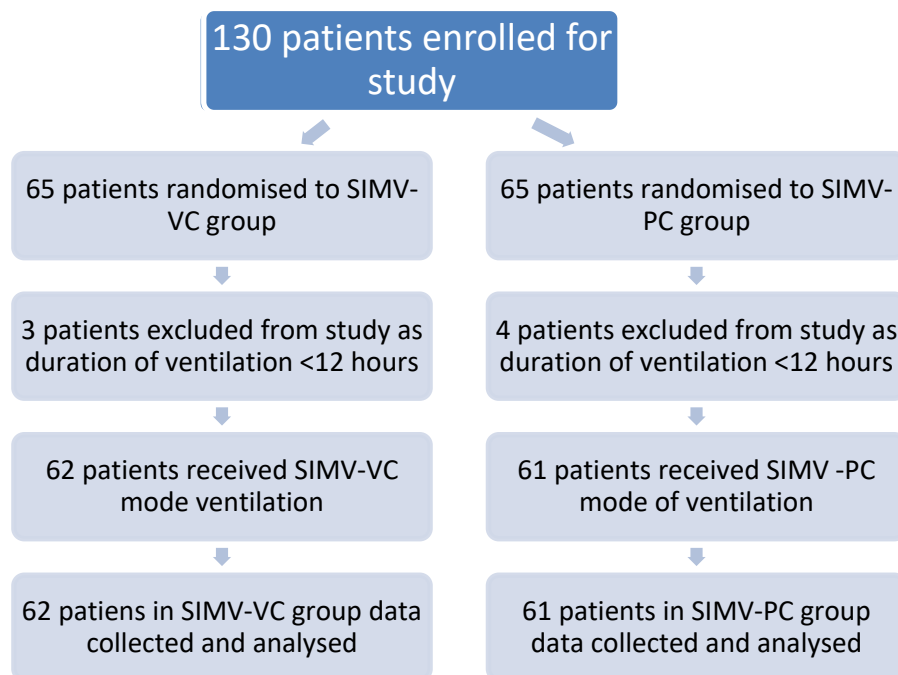 130 patients enrolled for
study
65 patients randomised to SIMV-
VC group
65 patients randomised to SIMV-
PC group
3 patients excluded from study as
duration of ventilation <12 hours
4 patients excluded from study as
duration of ventilation <12 hours
62 patients received SIMV-VC
mode ventilation
61 patients received SIMV -PC
mode of ventilation
62 patiens in SIMV-VC group data
collected and analysed
61 patients in SIMV-PC group
data collected and analysed